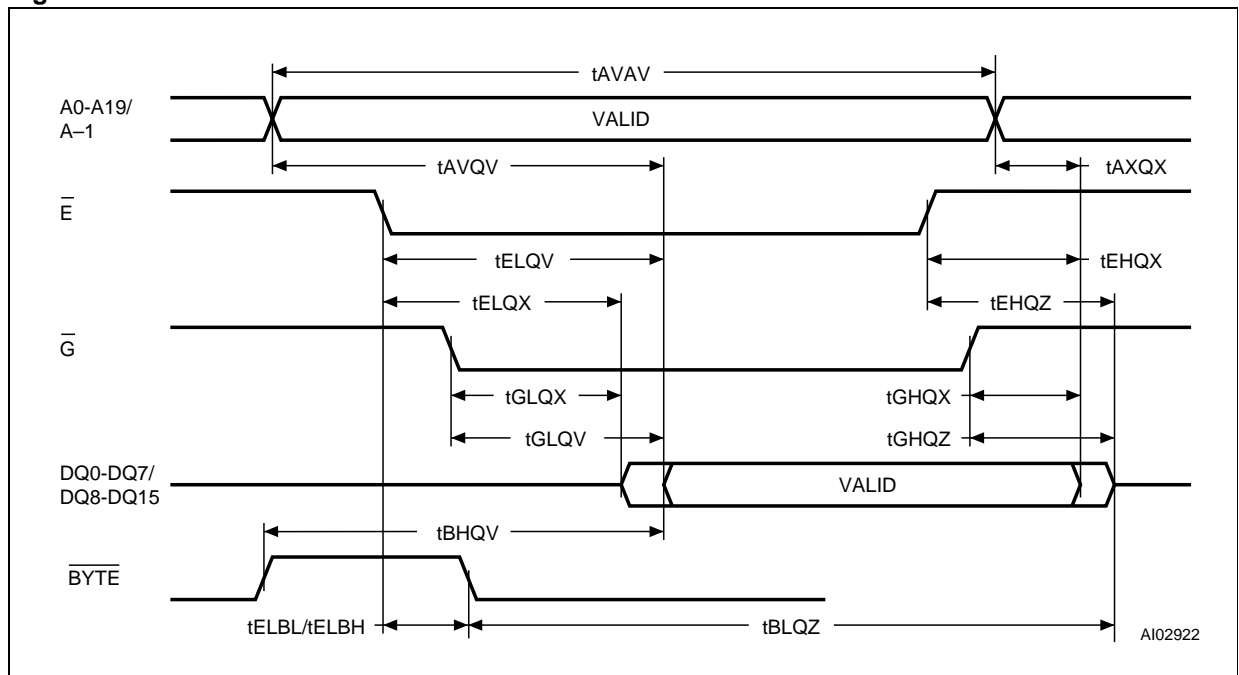 tAVAV
A0-A19/
A–1
VALID
tAVQV
tAXQX
E
tELQV
tEHQX
tELQX
tEHQZ
G
tGLQX
tGHQX
tGLQV
tGHQZ
DQ0-DQ7/
DQ8-DQ15
VALID
tBHQV
BYTE
tELBL/tELBH
tBLQZ
AI02922